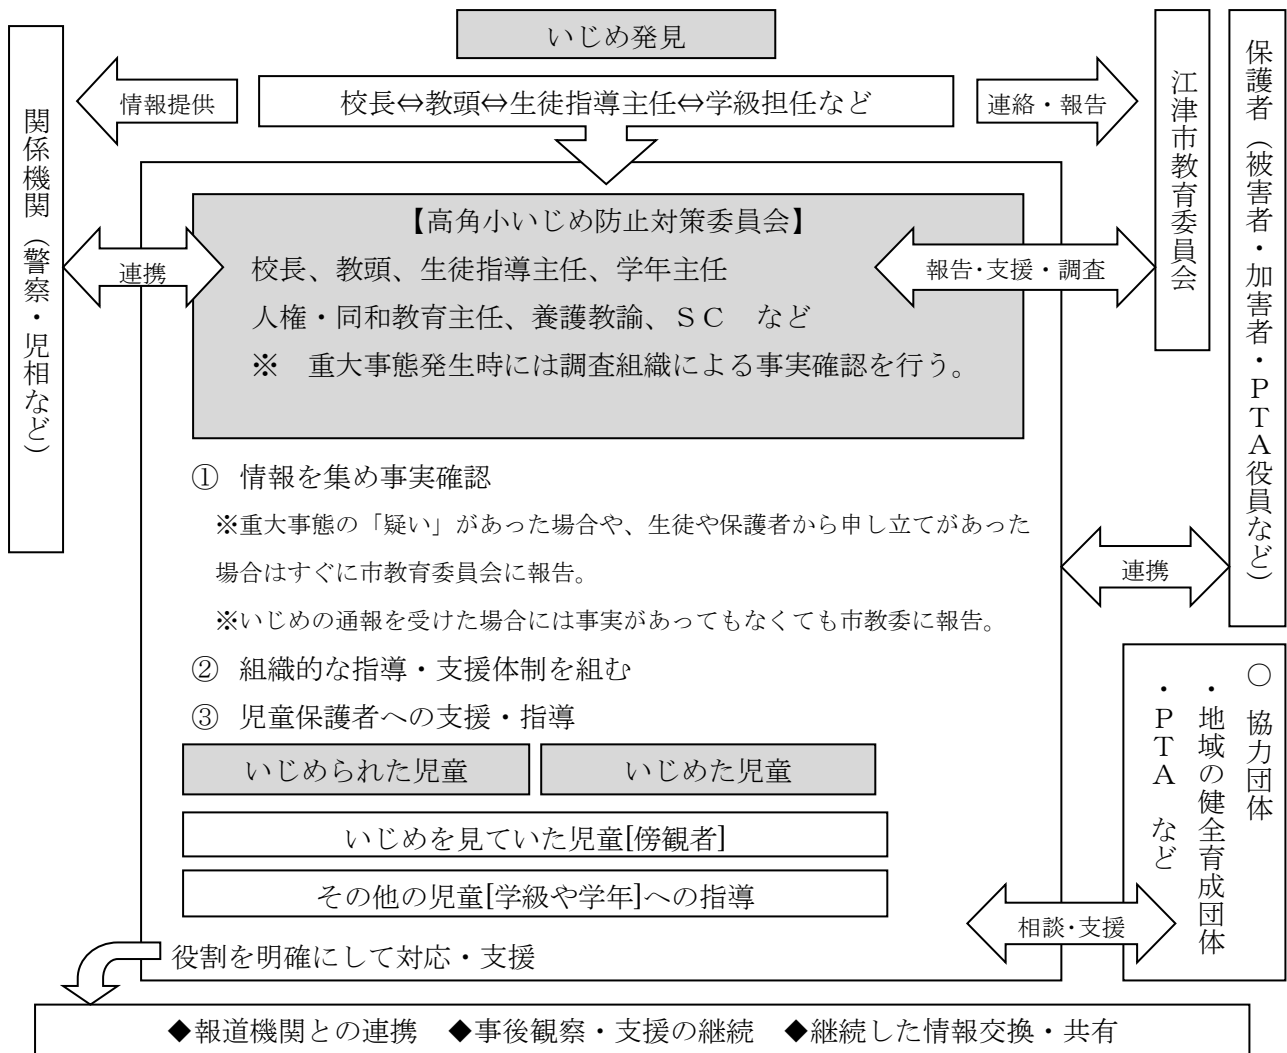 いじめ発見
校長⇔教頭⇔生徒指導主任⇔学級担任など
情報提供
連絡・報告
関係機関（警察・児相など）
江津市教育委員会
保護者（被害者・加害者・ＰＴＡ役員など）
【高角小いじめ防止対策委員会】
校長、教頭、生徒指導主任、学年主任
人権・同和教育主任、養護教諭、ＳＣ　など
※　重大事態発生時には調査組織による事実確認を行う。
連携
報告・支援・調査
① 情報を集め事実確認
※重大事態の「疑い」があった場合や、生徒や保護者から申し立てがあった
場合はすぐに市教育委員会に報告。
※いじめの通報を受けた場合には事実があってもなくても市教委に報告。
連携
② 組織的な指導・支援体制を組む
③ 児童保護者への支援・指導
いじめられた児童
いじめた児童
いじめを見ていた児童[傍観者]
その他の児童[学級や学年]への指導
○ 協力団体
・地域の健全育成団体
・ＰＴＡ　など
相談・支援
役割を明確にして対応・支援
◆報道機関との連携　◆事後観察・支援の継続　◆継続した情報交換・共有